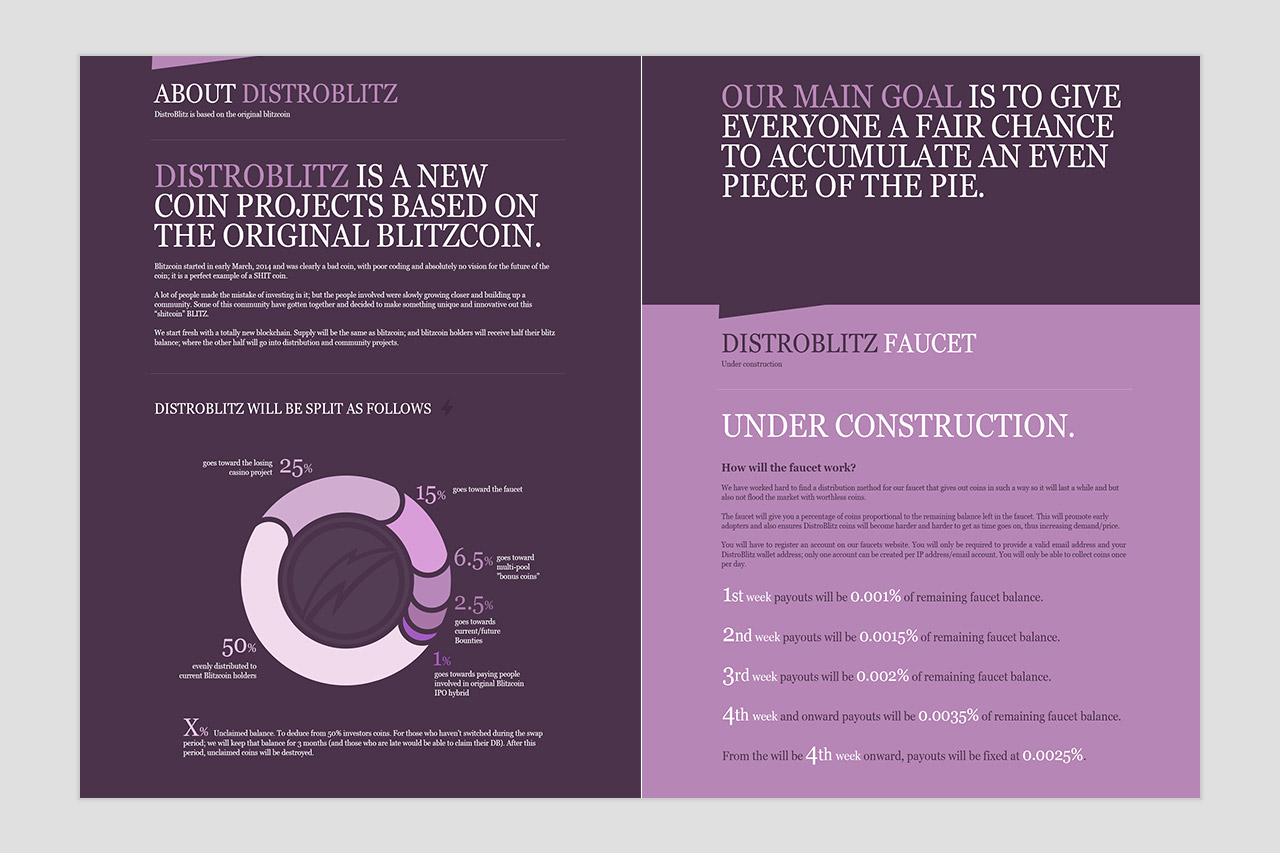 ABOUT DISTROBLITZ
DistroBlitz is based on the original blitzcoin
DISTROBLITZ IS A NEW
COIN PROJECTS BASED ON
THE ORIGINAL BLITZCOIN.
Blitzcoin started in early March, 2014 and was clearly a bad coin, with poor coding and absolutely no vision for the future of the
coin; it is a perfect example of a SHIT coin.
A lot of people made the mistake of investing in it; but the people involved were slowly growing closer and building up a
community. Some of this community have gotten together and decided to make something unique and innovative out this
"shitcoin" BLITZ.
We start fresh with a totally new blockchain. Supply will be the same as blitzcoin; and blitzcoin holders will receive half their blitz
balance; where the other half will go into distribution and community projects.
DISTROBLITZ WILL BE SPLIT AS FOLLOWS
goes toward the losing
casino project
25%
15%
goes toward the faucet
6.5%
goes toward
multi-pool
"bonus coins"
2.5%
goes towards
current/future
Bounties
1%
goes towards paying people
involved in original Blitzcoin
IPO hybrid
50%
evenly distributed to
current Blitzcoin holders
X% Unclaimed balance. To deduce from 50% investors coins. For those who haven't switched during the swap
period; we will keep that balance for 3 months (and those who are late would be able to claim their DB). After this
period, unclaimed coins will be destroyed.
OUR MAIN GOAL IS TO GIVE
EVERYONE A FAIR CHANCE
TO ACCUMULATE AN EVEN
PIECE OF THE PIE.
DISTROBLITZ FAUCET
Under construction
UNDER CONSTRUCTION.
How will the faucet work?
We have worked hard to find a distribution method for our faucet that gives out coins in such a way so it will last a while and but
also not flood the market with worthless coins.
The faucet will give you a percentage of coins proportional to the remaining balance left in the faucet. This will promote early
adopters and also ensures DistroBlitz coins will become harder and harder to get as time goes on, thus increasing demand/price.
You will have to register an account on our faucets website. You will only be required to provide a valid email address and your
DistroBlitz wallet address; only one account can be created per IP address/email account. You will only be able to collect coins once
per day.
1st week payouts will be 0.001% of remaining faucet balance.
2nd week payouts will be 0.0015% of remaining faucet balance.
3rd week payouts will be 0.002% of remaining faucet balance.
4th week and onward payouts will be 0.0035% of remaining faucet balance.
From the will be 4th week onward, payouts will be fixed at 0.0025%.